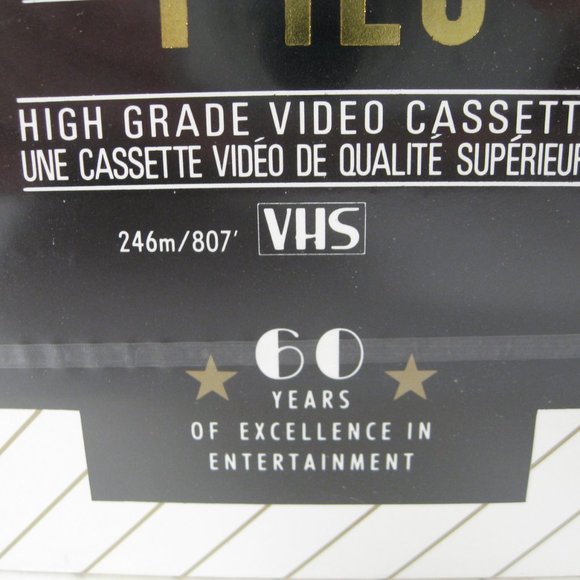 HIGH GRADE VIDEO CASSETT
UNE CASSETTE VIDÉO DE QUALITÉ SUPÉRIEUR
246m/807' VHS
60
YEARS
OF EXCELLENCE IN
ENTERTAINMENT